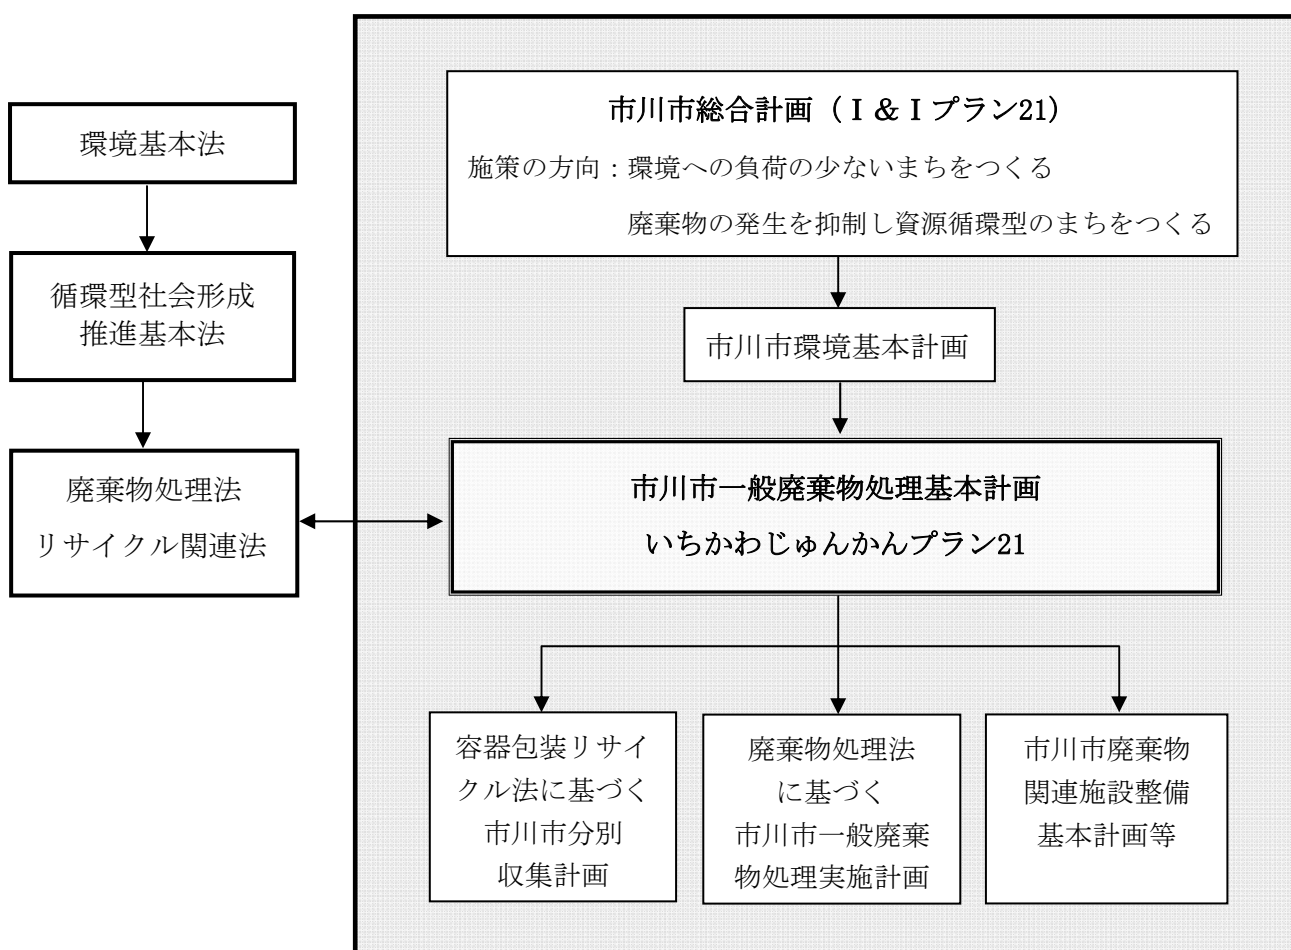 環境基本法
循環型社会形成
推進基本法
廃棄物処理法
リサイクル関連法
市川市総合計画（Ｉ＆Ｉプラン21）
施策の方向：環境への負荷の少ないまちをつくる
廃棄物の発生を抑制し資源循環型のまちをつくる
市川市環境基本計画
市川市一般廃棄物処理基本計画
いちかわじゅんかんプラン21
容器包装リサイ
クル法に基づく
市川市分別
収集計画
廃棄物処理法
に基づく
市川市一般廃棄
物処理実施計画
市川市廃棄物
関連施設整備
基本計画等